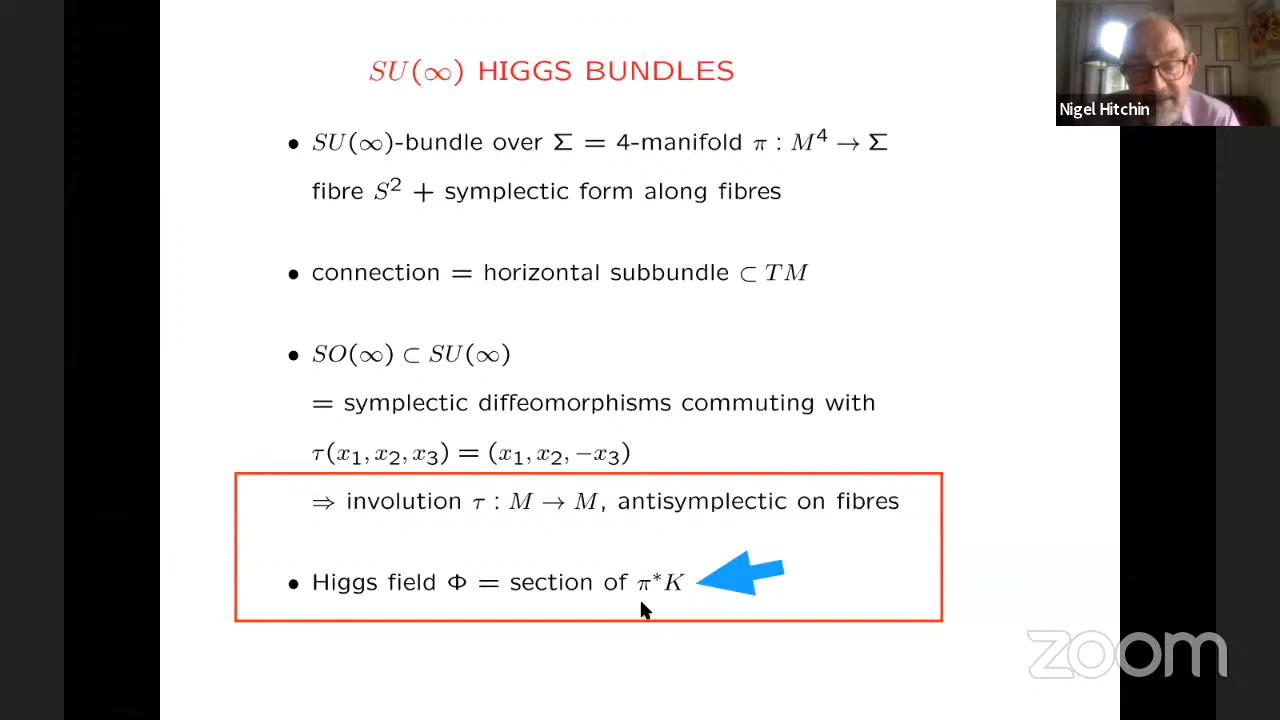 SU(∞) HIGGS BUNDLES
Nigel Hitchin
• SU(∞)-bundle over Σ = 4-manifold π : M⁴ → Σ
fibre S² + symplectic form along fibres
• connection = horizontal subbundle ⊂ TM
• SO(∞) ⊂ SU(∞)
= symplectic diffeomorphisms commuting with
τ(x₁, x₂, x₃) = (x₁, x₂, −x₃)
⇒ involution τ : M → M, antisymplectic on fibres
• Higgs field Φ = section of π*K
zoom